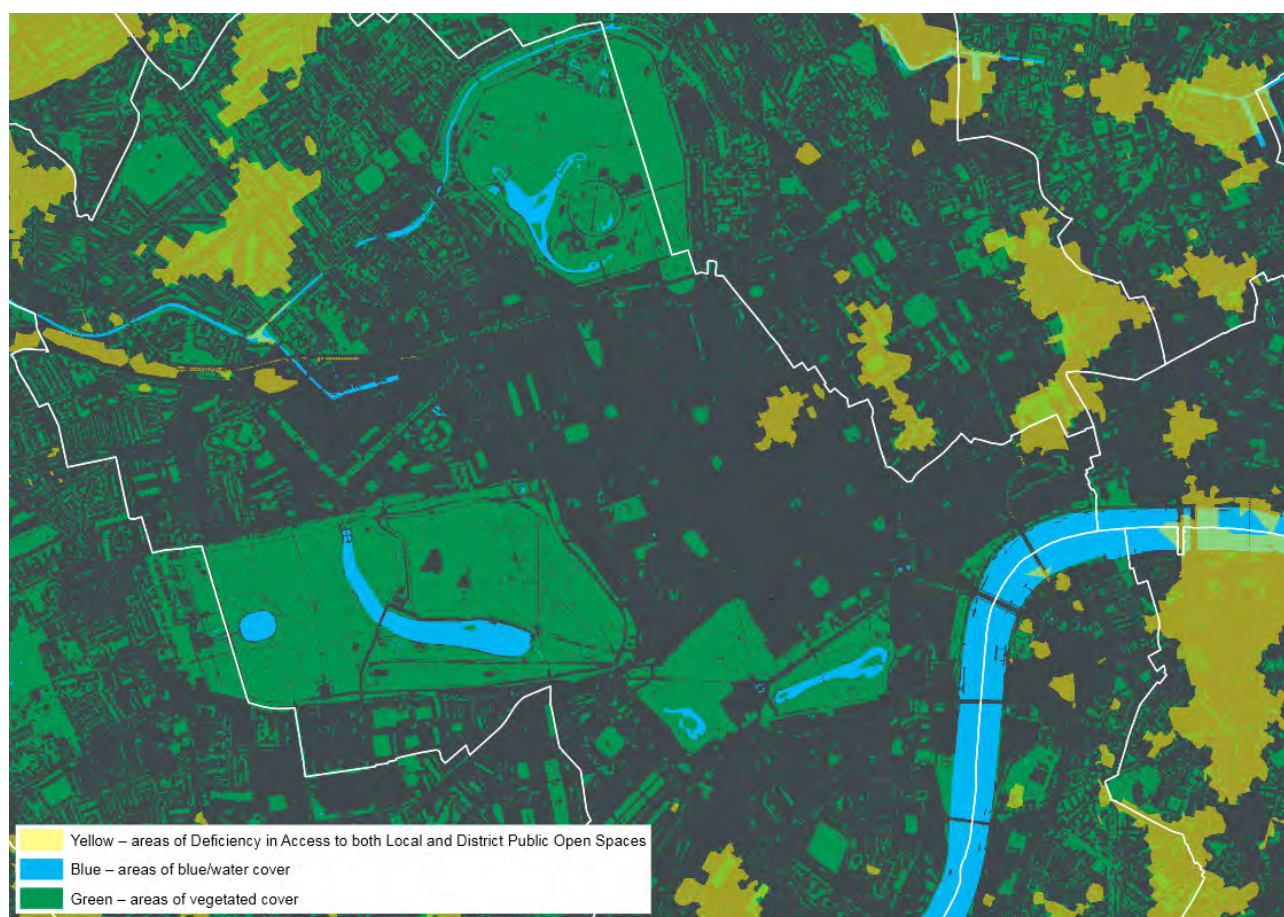 Yellow – areas of Deficiency in Access to both Local and District Public Open Spaces
Blue – areas of blue/water cover
Green – areas of vegetated cover